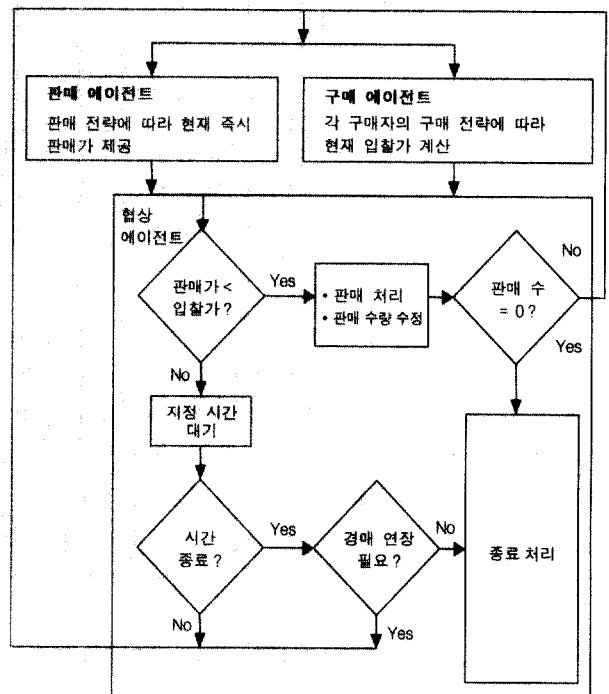 판매 에이전트
판매 전략에 따라 현재 즉시
판매가 제공
구매 에이전트
각 구매자의 구매 전략에 따라
현재 입찰가 계산
협상
에이전트
판매가 <
입찰가 ?
Yes
• 판매 처리
• 판매 수량 수정
판매 수
= 0 ?
No
Yes
No
지정 시간
대기
시간
종료 ?
Yes
경매 연장
필요 ?
No
종료 처리
No
Yes